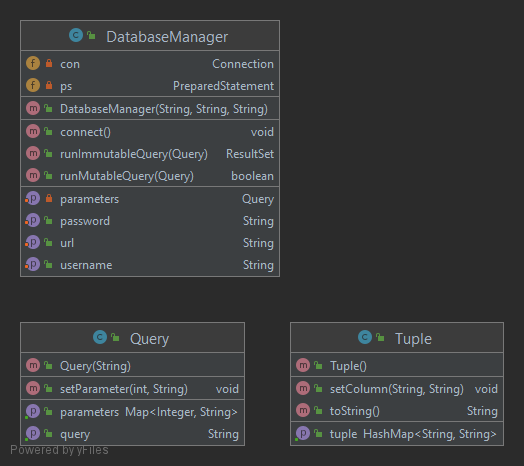 DatabaseManager
con Connection
ps PreparedStatement
DatabaseManager(String, String, String)
connect() void
runImmutableQuery(Query) ResultSet
runMutableQuery(Query) boolean
parameters Query
password String
url String
username String
Query
Query(String)
setParameter(int, String) void
parameters Map<Integer, String>
query String
Tuple
Tuple()
setColumn(String, String) void
toString() String
tuple HashMap<String, String>
Powered by yFiles